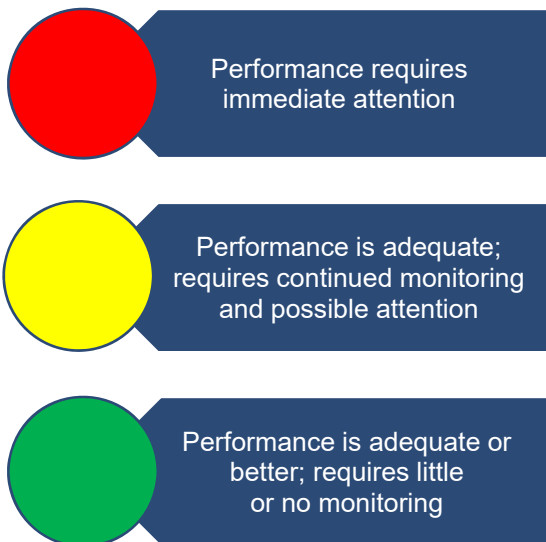 Performance requires
immediate attention
Performance is adequate;
requires continued monitoring
and possible attention
Performance is adequate or
better; requires little
or no monitoring